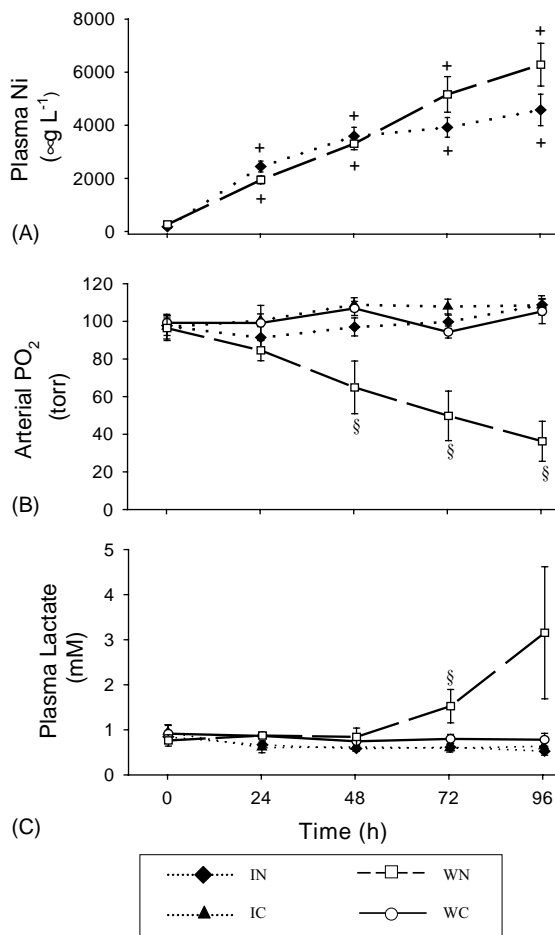 8000
6000
4000
2000
0
Plasma Ni
(∝g L-1)
+
+
+
+
+
+
+
+
(A)
120
100
80
60
40
20
0
Arterial PO2
(torr)
§
§
§
(B)
5
4
3
2
1
0
Plasma Lactate
(mM)
§
0
24
48
72
96
Time (h)
(C)
IN
WN
IC
WC